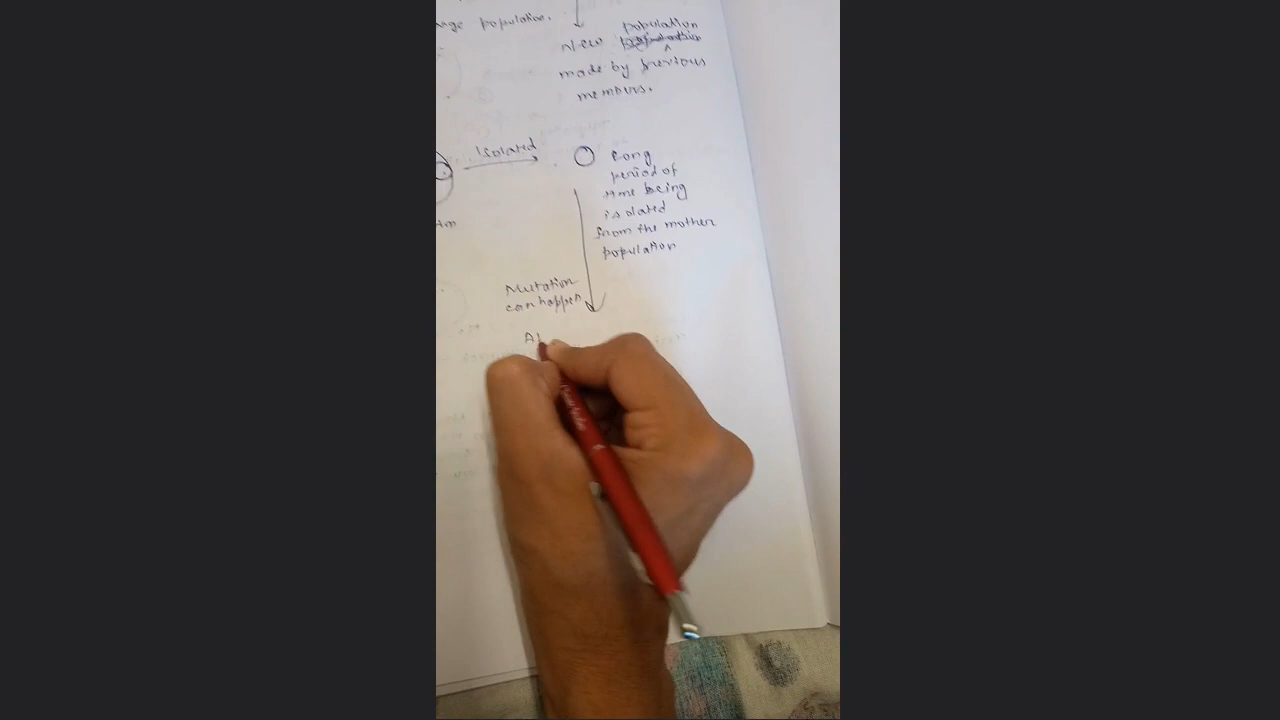 population.
population
New
made by previous
members.
Isolated
Long
period of
time being
isolated
from the mother
population
Mutation
can happen